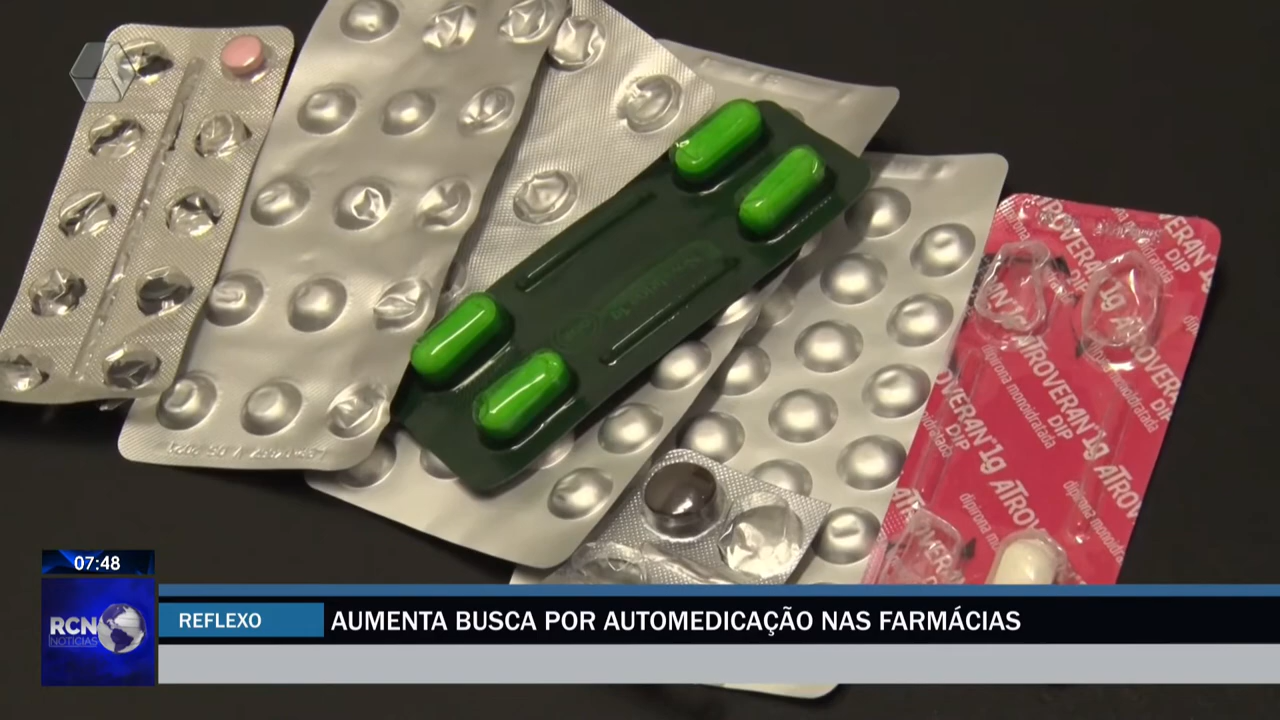 ATROVERAN 1g
DIP
dipirona monoidratada
07:48
RCN
NOTÍCIAS
REFLEXO
AUMENTA BUSCA POR AUTOMEDICAÇÃO NAS FARMÁCIAS